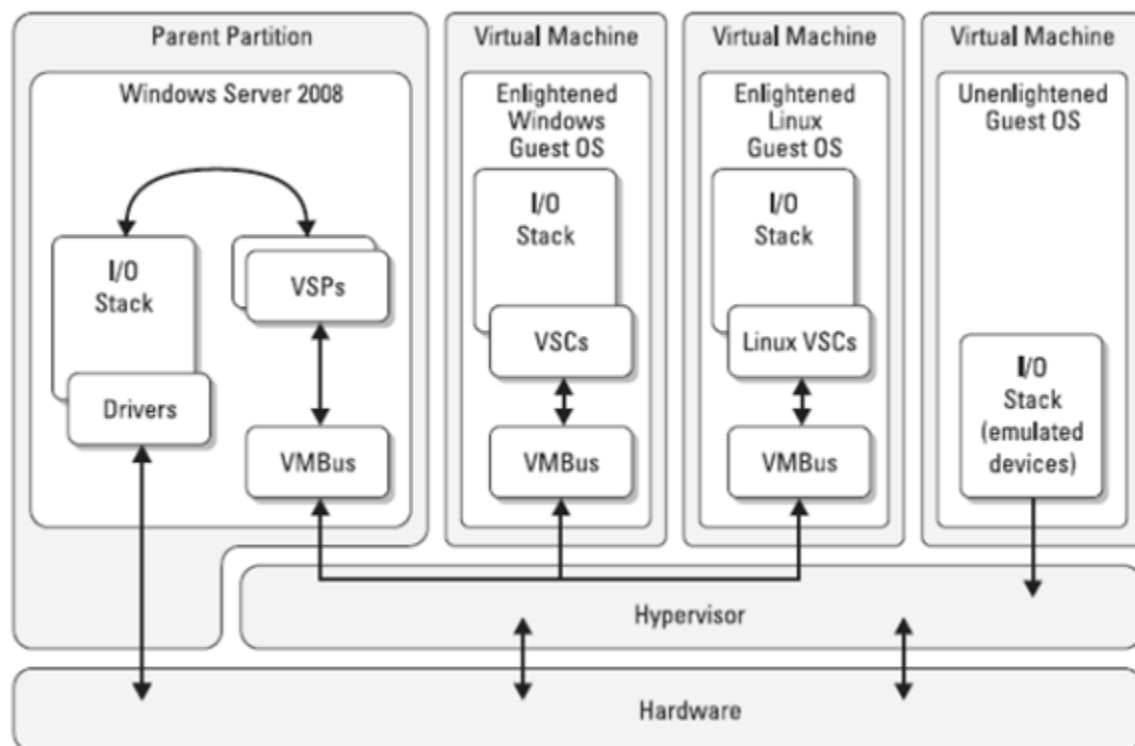 Parent Partition
Windows Server 2008
I/O
Stack
Drivers
VSPs
VMBus
Virtual Machine
Enlightened
Windows
Guest OS
I/O
Stack
VSCs
VMBus
Virtual Machine
Enlightened
Linux
Guest OS
I/O
Stack
Linux VSCs
VMBus
Virtual Machine
Unenlightened
Guest OS
I/O
Stack
(emulated
devices)
Hypervisor
Hardware